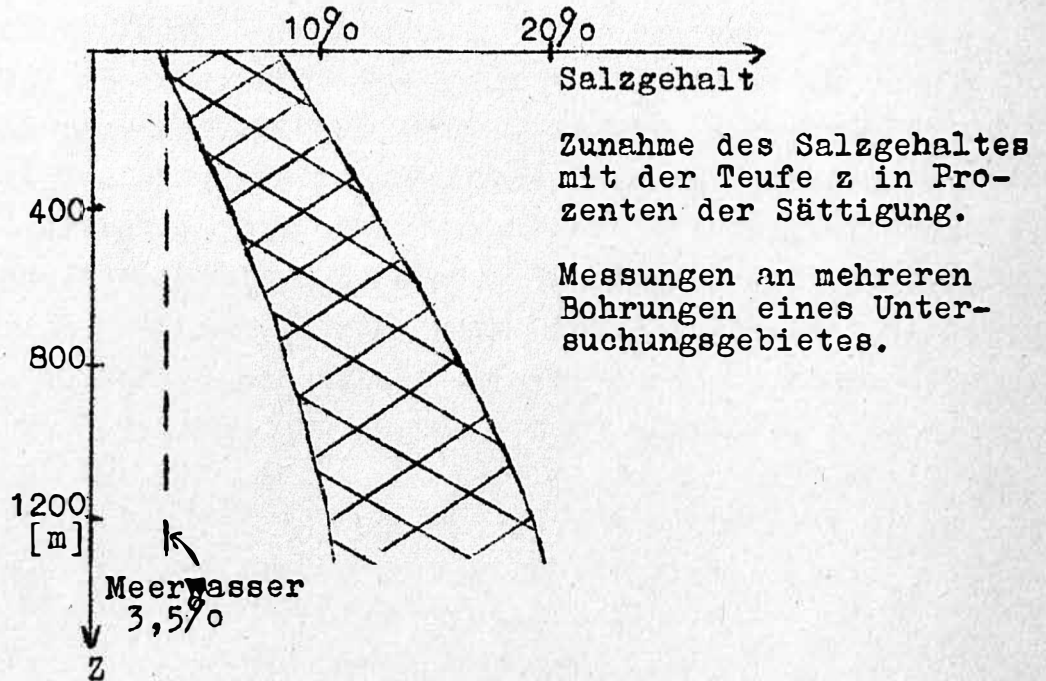 10% 20%
Salzgehalt
Zunahme des Salzgehaltes
mit der Teufe z in Pro-
zenten der Sättigung.
Messungen an mehreren
Bohrungen eines Unter-
suchungsgebietes.
400
800
1200
[m]
Meerwasser
3,5%
z